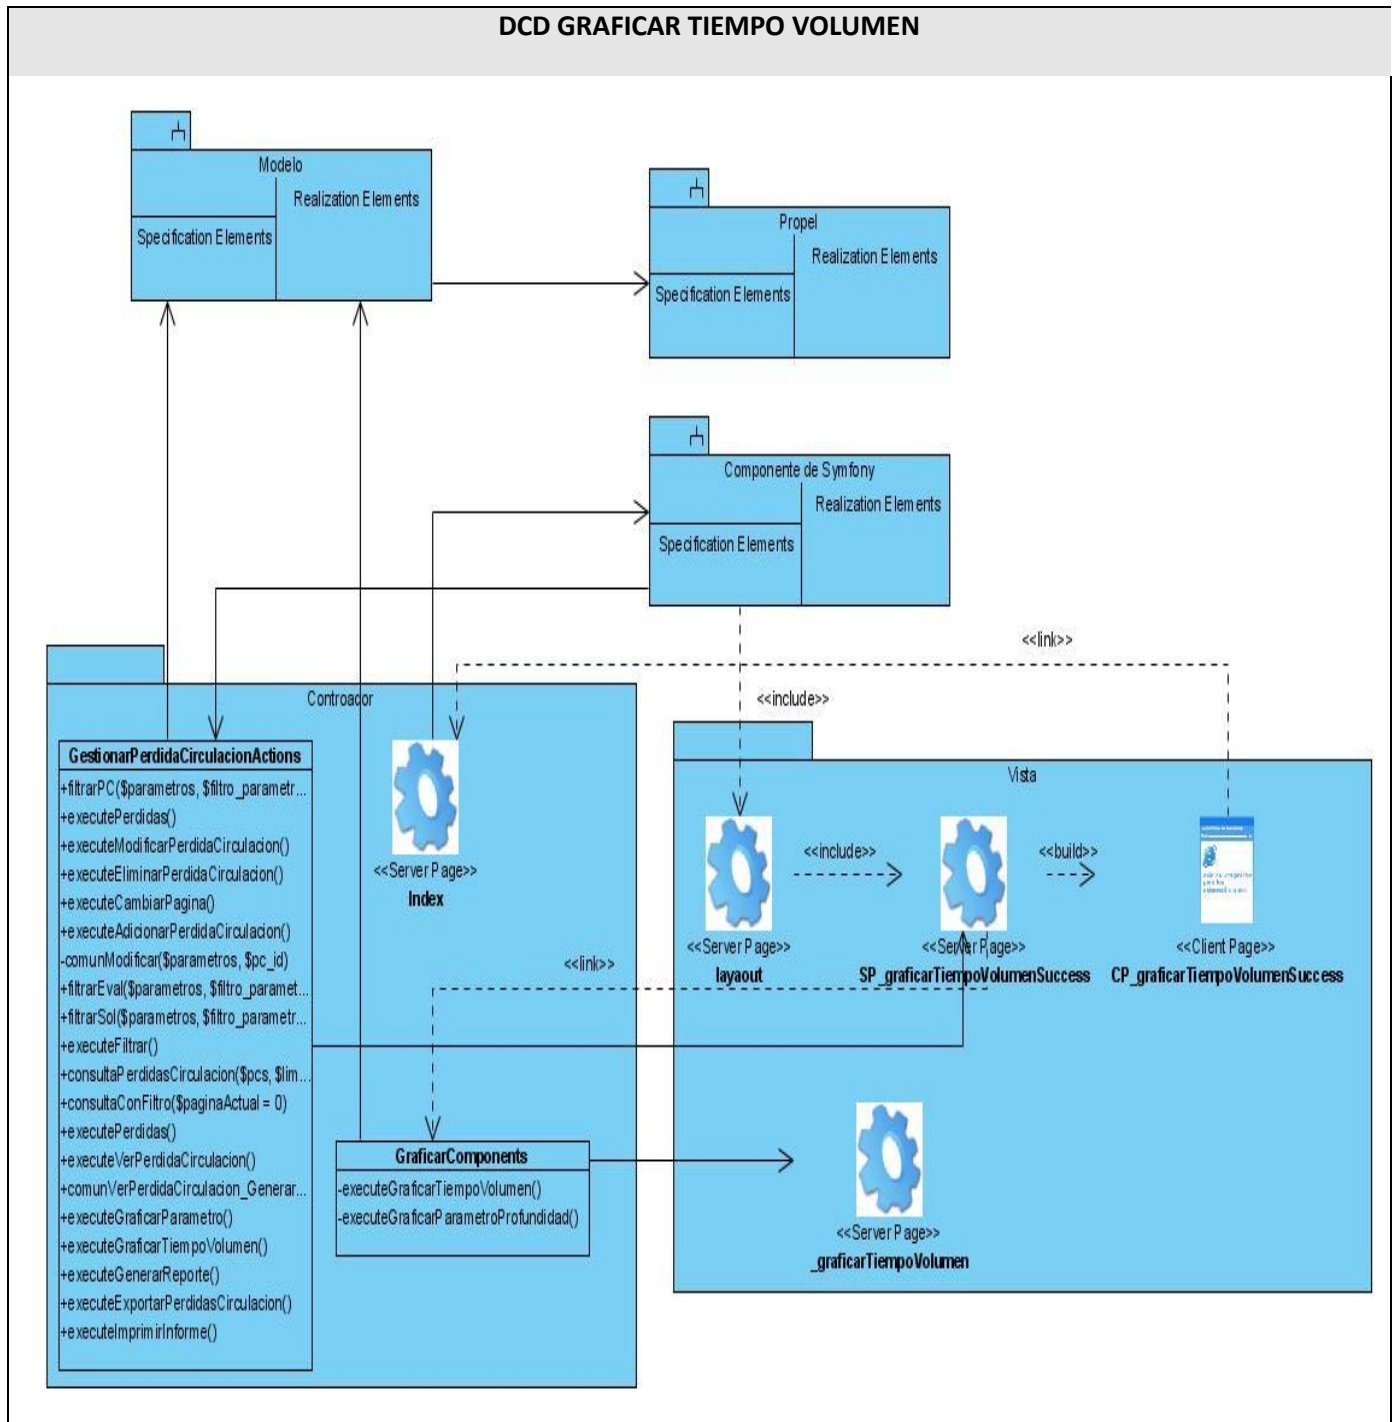 DCD GRAFICAR TIEMPO VOLUMEN
Modelo
Realization Elements
Specification Elements
Propel
Realization Elements
Specification Elements
Componente de Symfony
Realization Elements
Specification Elements
<<link>>
<<include>>
Controador
GestionarPerdidaCirculacionActions
+filtrarPC($parametros, $filtro_parametr...
+executePerdidas()
+executeModificarPerdidaCirculacion()
+executeEliminarPerdidaCirculacion()
+executeCambiarPagina()
+executeAdicionarPerdidaCirculacion()
-comunModificar($parametros, $pc_id)
+filtrarEval($parametros, $filtro_paramet...
+filtrarSol($parametros, $filtro_parametr...
+executeFiltrar()
+consultaPerdidasCirculacion($pcs, $lim...
+consultaConFiltro($paginaActual = 0)
+executePerdidas()
+executeVerPerdidaCirculacion()
+comunVerPerdidaCirculacion_Generar...
+executeGraficarParametro()
+executeGraficarTiempoVolumen()
+executeGenerarReporte()
+executeExportarPerdidasCirculacion()
+executeImprimirInforme()
<<Server Page>>
Index
<<link>>
GraficarComponents
-executeGraficarTiempoVolumen()
-executeGraficarParametroProfundidad()
Vista
<<include>>
<<build>>
<<Server Page>>
layaout
<<Server Page>>
SP_graficarTiempoVolumenSuccess
<<Client Page>>
CP_graficarTiempoVolumenSuccess
<<Server Page>>
_graficarTiempoVolumen